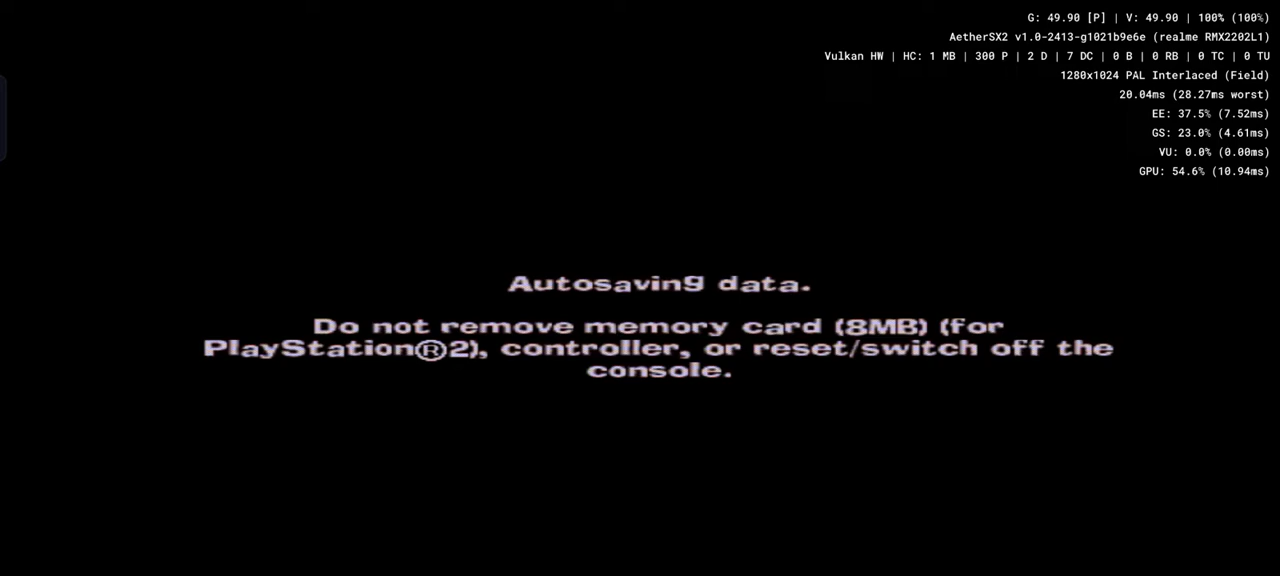 G: 49.90 [P] | V: 49.90 | 100% (100%)
AetherSX2 v1.0-2413-g1021b9e6e (realme RMX2202L1)
Vulkan HW | HC: 1 MB | 300 P | 2 D | 7 DC | 0 B | 0 RB | 0 TC | 0 TU
1280x1024 PAL Interlaced (Field)
20.04ms (28.27ms worst)
EE: 37.5% (7.52ms)
GS: 23.0% (4.61ms)
VU: 0.0% (0.00ms)
GPU: 54.6% (10.94ms)
Autosaving data.
Do not remove memory card (8MB) (for
PlayStation®2), controller, or reset/switch off the
console.